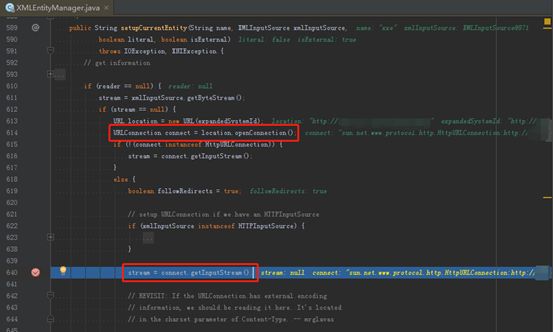 XMLEntityManager.java ×
588
589 public String setupCurrentEntity(String name, XMLInputSource xmlInputSource, name: "xxe" xmlInputSource: XMLInputSource@971
590 boolean literal, boolean isExternal) literal: false isExternal: true
591 throws IOException, XNIException {
592 // get information
593 ...
609
610 if (reader == null) { reader: null
611 stream = xmlInputSource.getByteStream();
612 if (stream == null) {
613 URL location = new URL(expandedSystemId); location: "http:// expandedSystemId: "http://
614 URLConnection connect = location.openConnection(); connect: "sun.net.www.protocol.http.HttpURLConnection:http:/
615 if (!(connect instanceof HttpURLConnection)) {
616 stream = connect.getInputStream();
617 }
618 else {
619 boolean followRedirects = true; followRedirects: true
620
621 // setup URLConnection if we have an HTTPInputSource
622 if (xmlInputSource instanceof HTTPInputSource) {
623 ...
638 }
639
640 stream = connect.getInputStream(); stream: null connect: "sun.net.www.protocol.http.HttpURLConnection:http://
641
642 // REVISIT: If the URLConnection has external encoding
643 // information, we should be reading it here. It's located
644 // in the charset parameter of Content-Type. -- mrglavas